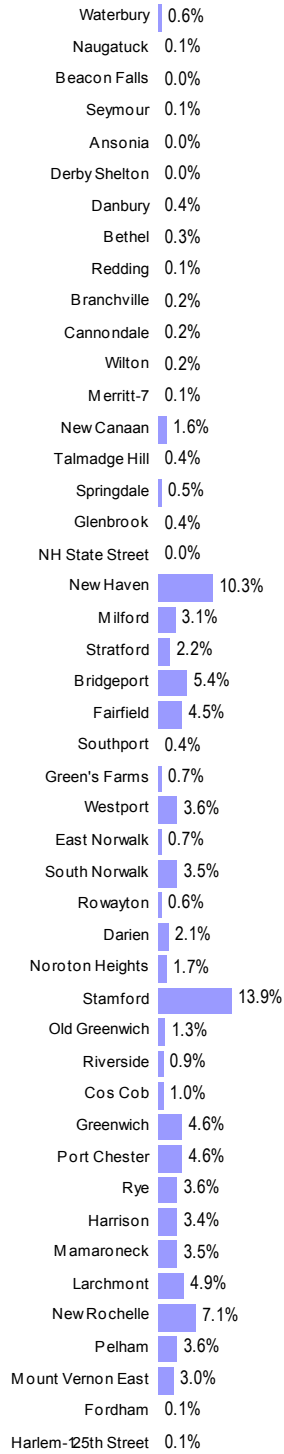 Waterbury 0.6%
Naugatuck 0.1%
Beacon Falls 0.0%
Seymour 0.1%
Ansonia 0.0%
Derby Shelton 0.0%
Danbury 0.4%
Bethel 0.3%
Redding 0.1%
Branchville 0.2%
Cannondale 0.2%
Wilton 0.2%
Merritt-7 0.1%
New Canaan 1.6%
Talmadge Hill 0.4%
Springdale 0.5%
Glenbrook 0.4%
NH State Street 0.0%
New Haven 10.3%
Milford 3.1%
Stratford 2.2%
Bridgeport 5.4%
Fairfield 4.5%
Southport 0.4%
Green's Farms 0.7%
Westport 3.6%
East Norwalk 0.7%
South Norwalk 3.5%
Rowayton 0.6%
Darien 2.1%
Noroton Heights 1.7%
Stamford 13.9%
Old Greenwich 1.3%
Riverside 0.9%
Cos Cob 1.0%
Greenwich 4.6%
Port Chester 4.6%
Rye 3.6%
Harrison 3.4%
Mamaroneck 3.5%
Larchmont 4.9%
New Rochelle 7.1%
Pelham 3.6%
Mount Vernon East 3.0%
Fordham 0.1%
Harlem-125th Street 0.1%